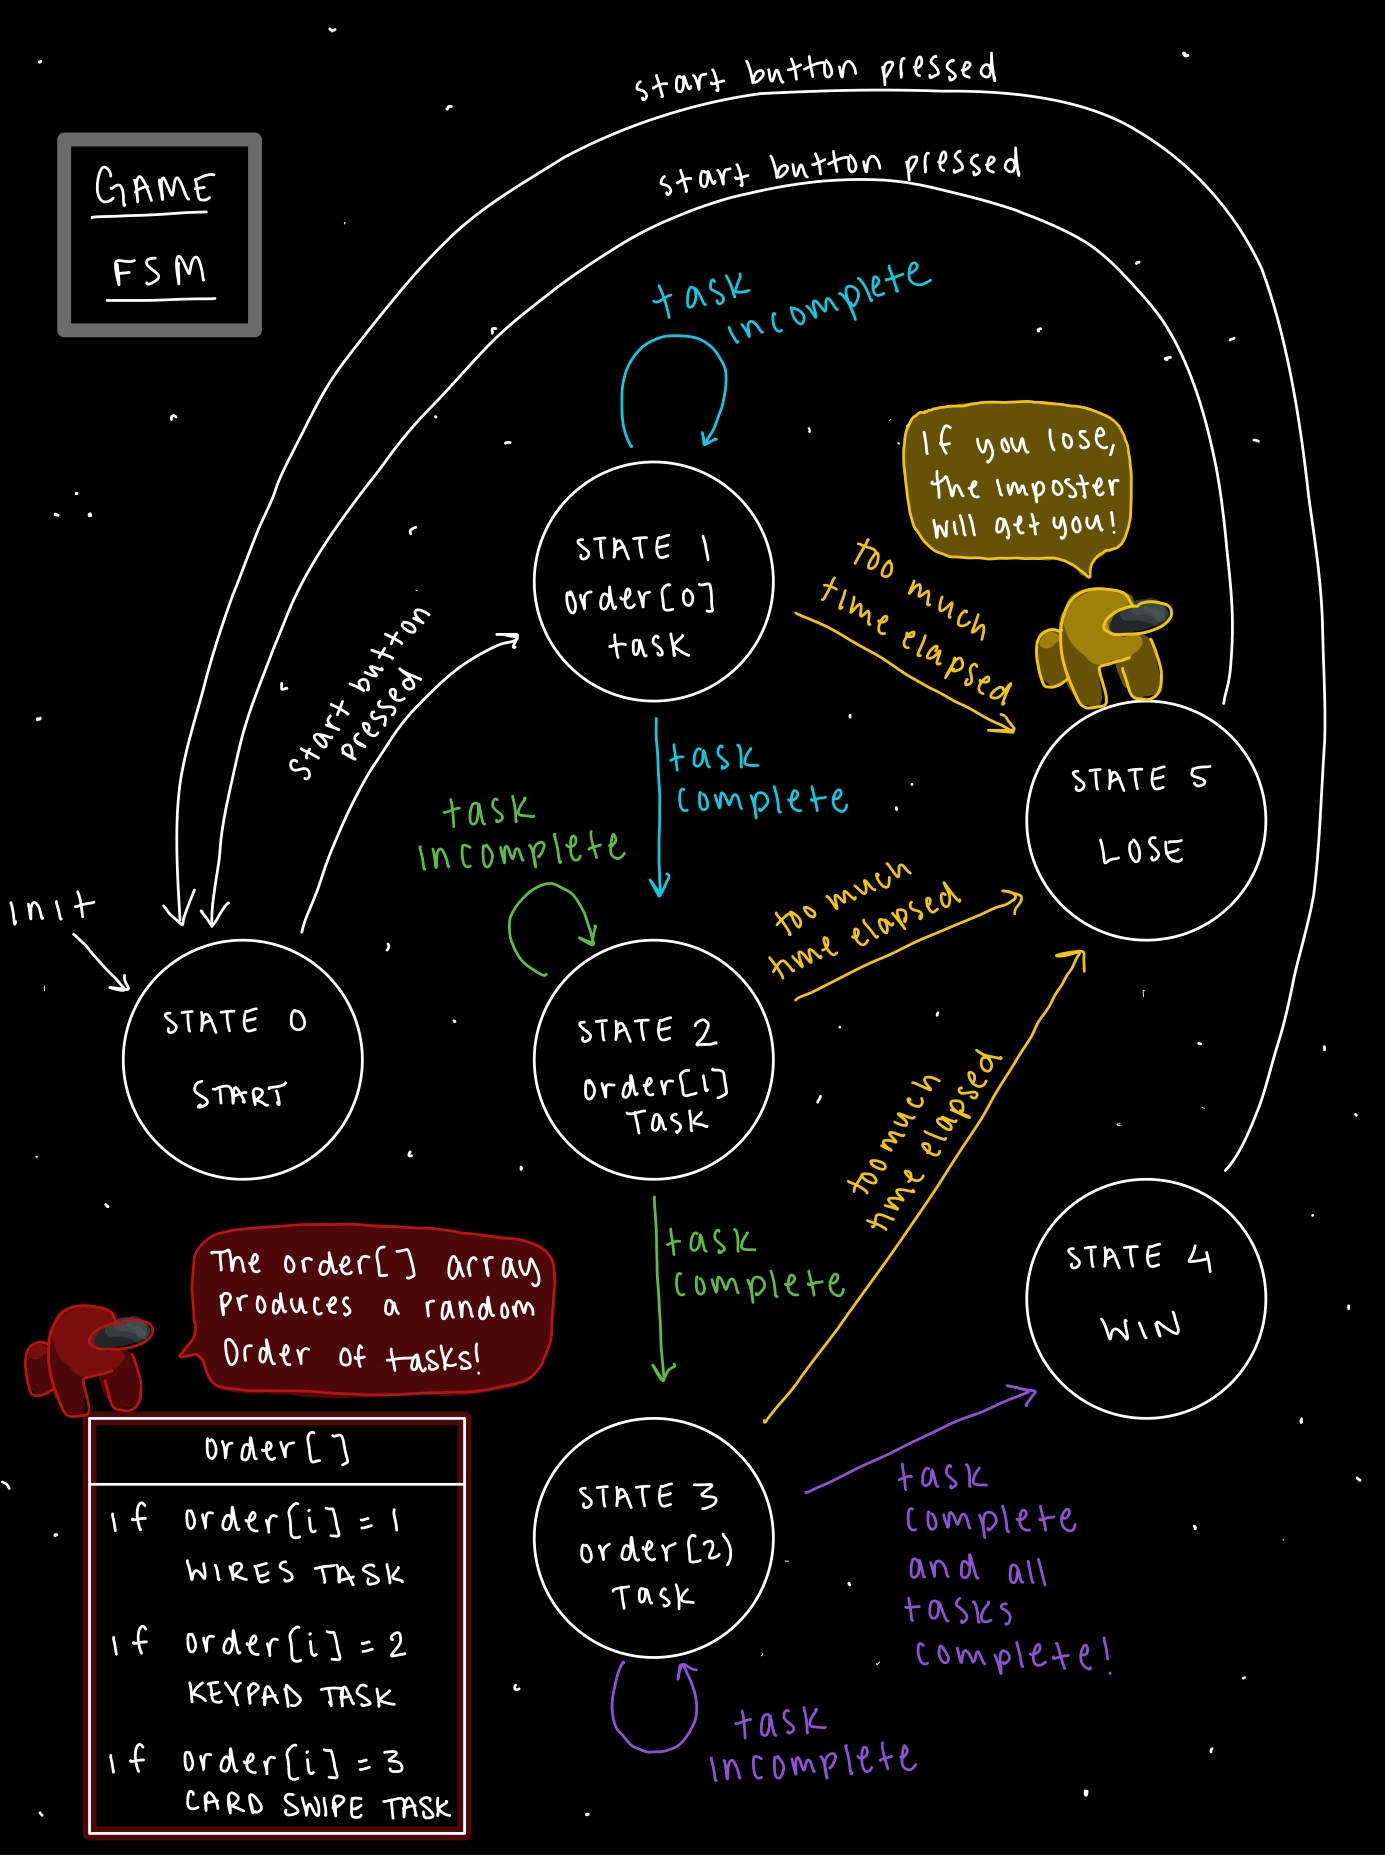 start button pressed
start button pressed
GAME
FSM
task
incomplete
If you lose,
the imposter
will get you!
STATE 1
order[0]
task
too much
time elapsed
start button
pressed
task
complete
STATE 5
LOSE
task
incomplete
too much
time elapsed
init
STATE 0
START
STATE 2
order[1]
Task
too much
time elapsed
task
complete
STATE 4
WIN
The order[] array
produces a random
order of tasks!
order[]
if order[i] = 1
WIRES TASK
if order[i] = 2
KEYPAD TASK
if order[i] = 3
CARD SWIPE TASK
STATE 3
order[2)
Task
task
complete
and all
tasks
complete!
task
incomplete